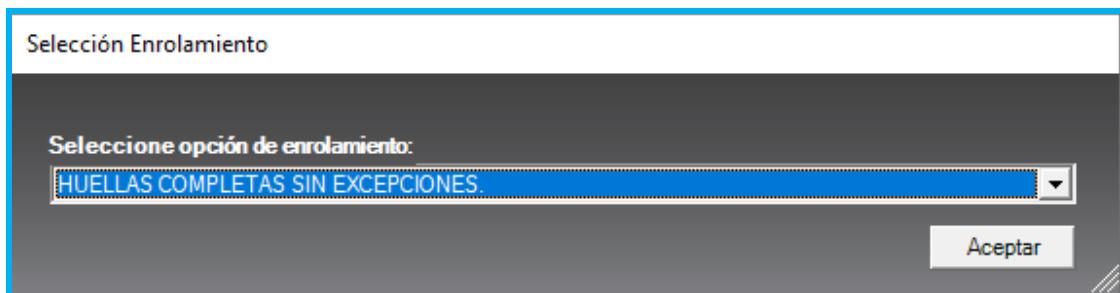 Selección Enrolamiento
Seleccione opción de enrolamiento:
HUELLAS COMPLETAS SIN EXCEPCIONES.
Aceptar